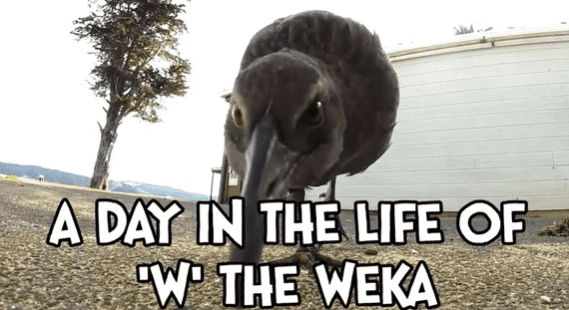 A DAY IN THE LIFE OF
'W' THE WEKA